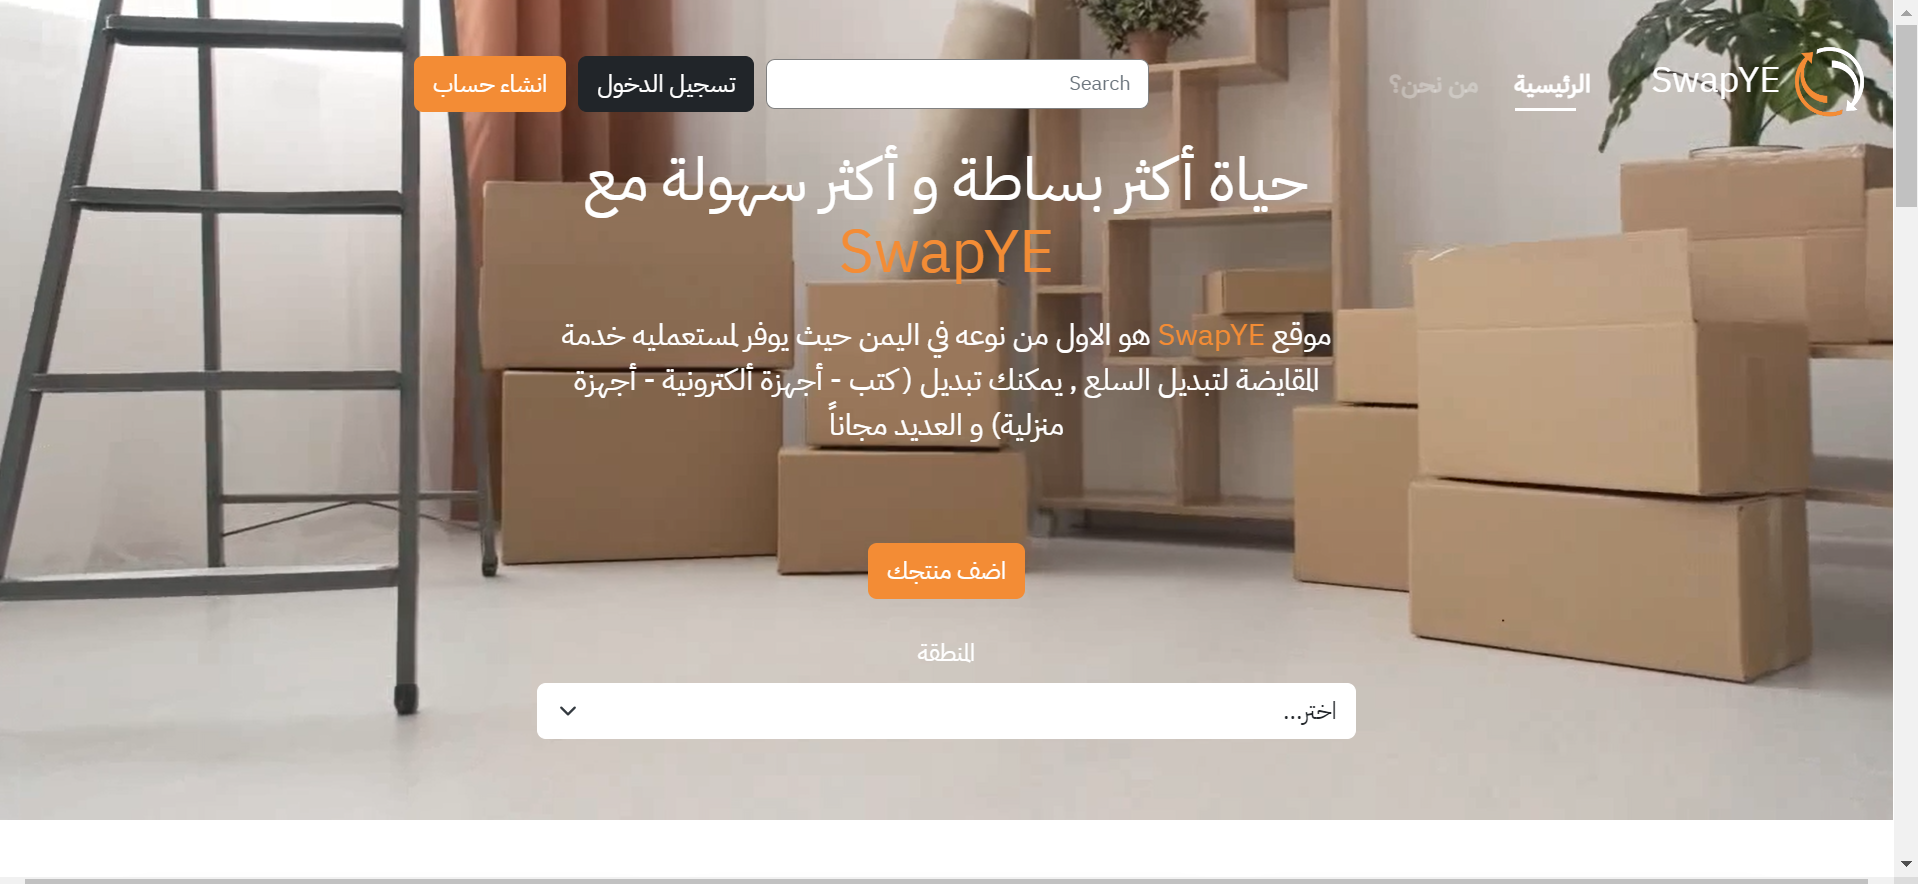 SwapYE
الرئيسية
من نحن؟
Search
تسجيل الدخول
انشاء حساب
حياة أكثر بساطة و أكثر سهولة مع
SwapYE
موقع SwapYE هو الاول من نوعه في اليمن حيث يوفر لمستعمليه خدمة
المقايضة لتبديل السلع , يمكنك تبديل (كتب - أجهزة ألكترونية - أجهزة
منزلية) و العديد مجاناً
اضف منتجك
المنطقة
اختر...